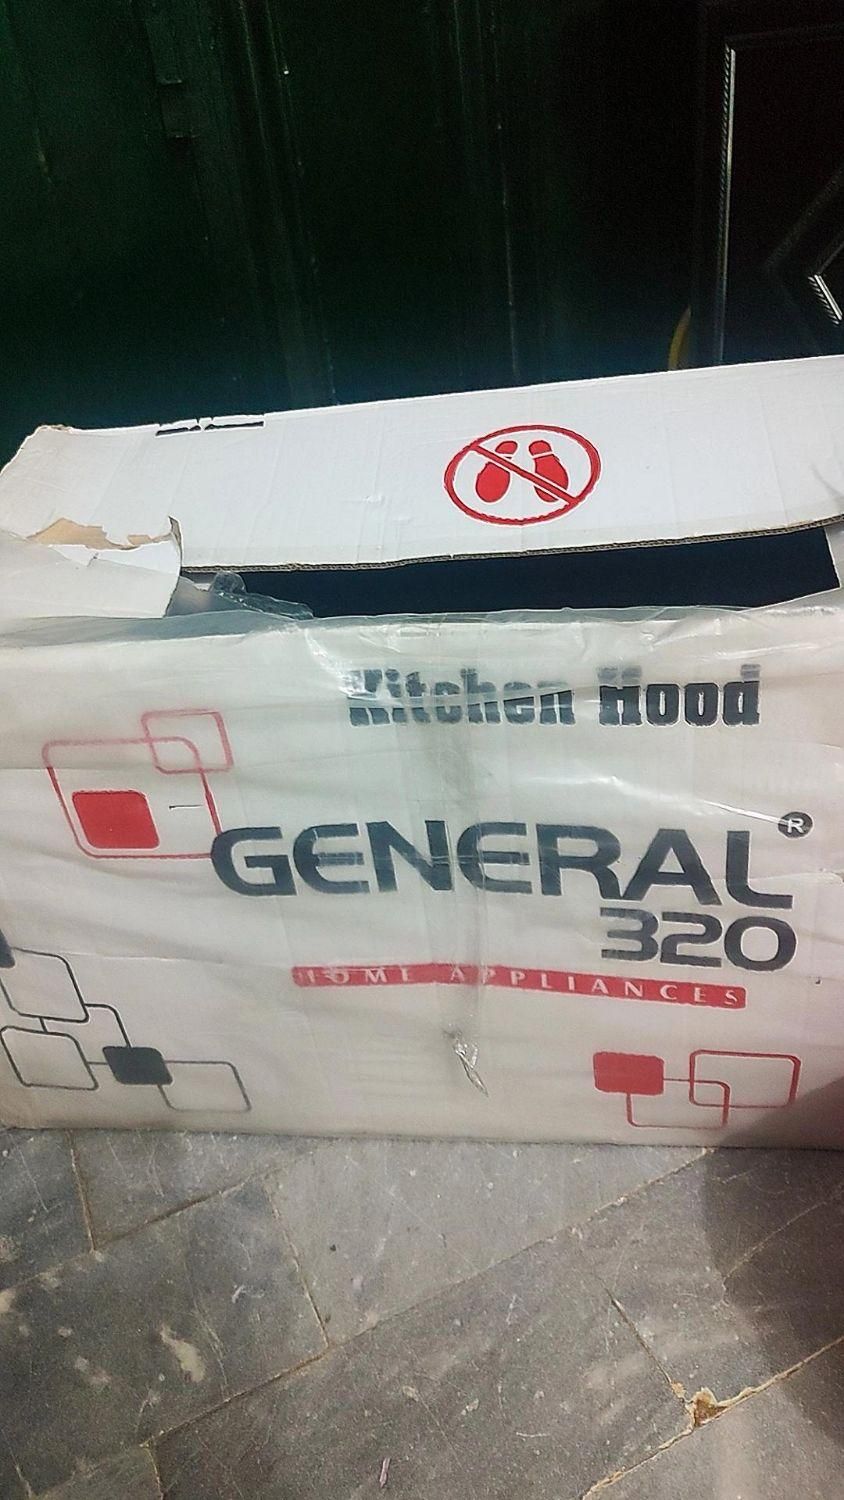 Kitchen Hood
GENERAL®
320
HOME APPLIANCES